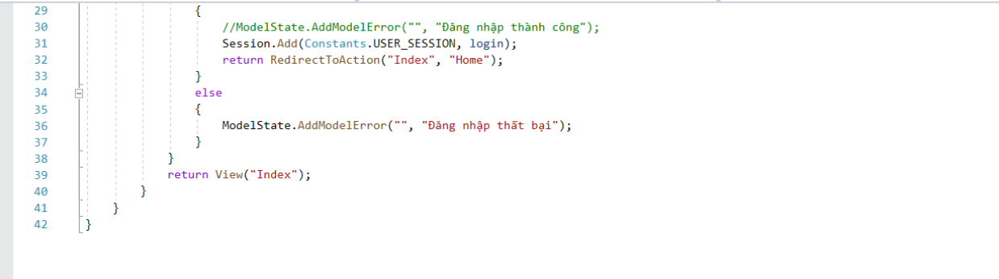 29 {
30 //ModelState.AddModelError("", "Đăng nhập thành công");
31 Session.Add(Constants.USER_SESSION, login);
32 return RedirectToAction("Index", "Home");
33 }
34 else
35 {
36 ModelState.AddModelError("", "Đăng nhập thất bại");
37 }
38 }
39 return View("Index");
40 }
41 }
42 }